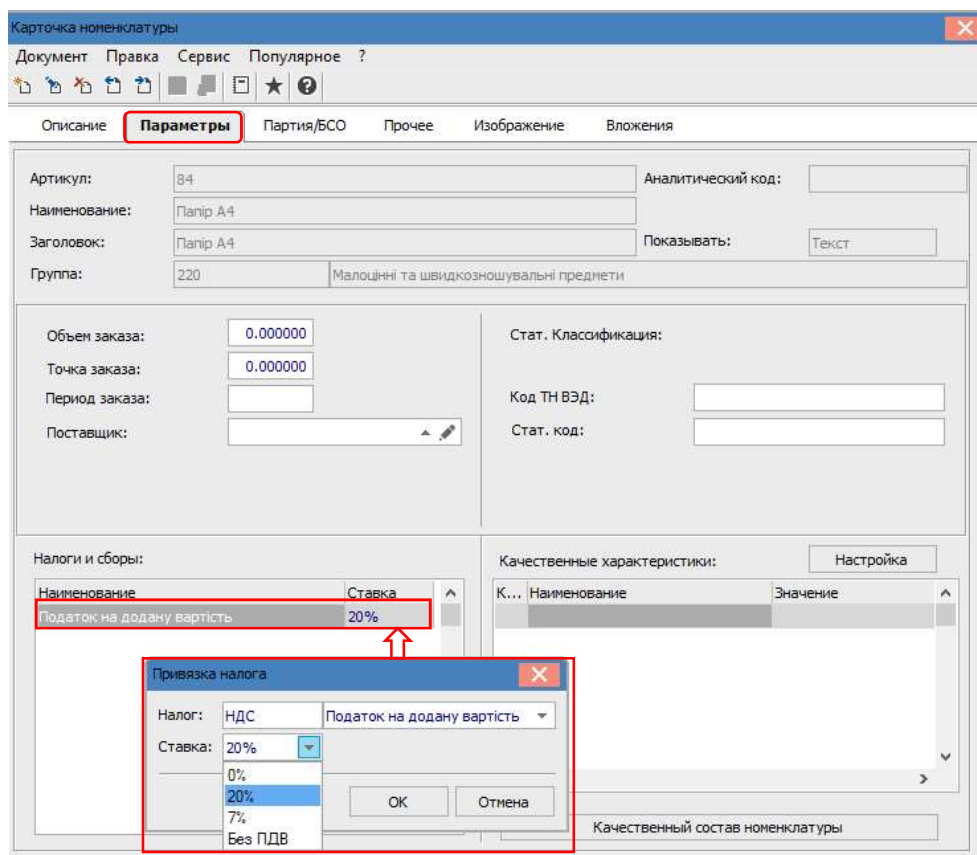 Карточка номенклатуры
Документ Правка Сервис Популярное ?
Описание Параметры Партия/БСО Прочее Изображение Вложения
Артикул: 84 Аналитический код:
Наименование: Папір А4
Заголовок: Папір А4 Показывать: Текст
Группа: 220 Малоцінні та швидкозношувальні предмети
Объем заказа: 0.000000 Стат. Классификация:
Точка заказа: 0.000000
Период заказа: Код ТН ВЭД:
Поставщик: Стат. код:
Налоги и сборы: Качественные характеристики: Настройка
Наименование Ставка К... Наименование Значение
Податок на додану вартість 20%
Привязка налога
Налог: НДС Податок на додану вартість
Ставка: 20%
0%
20%
7%
Без ПДВ
ОК Отмена
Качественный состав номенклатуры